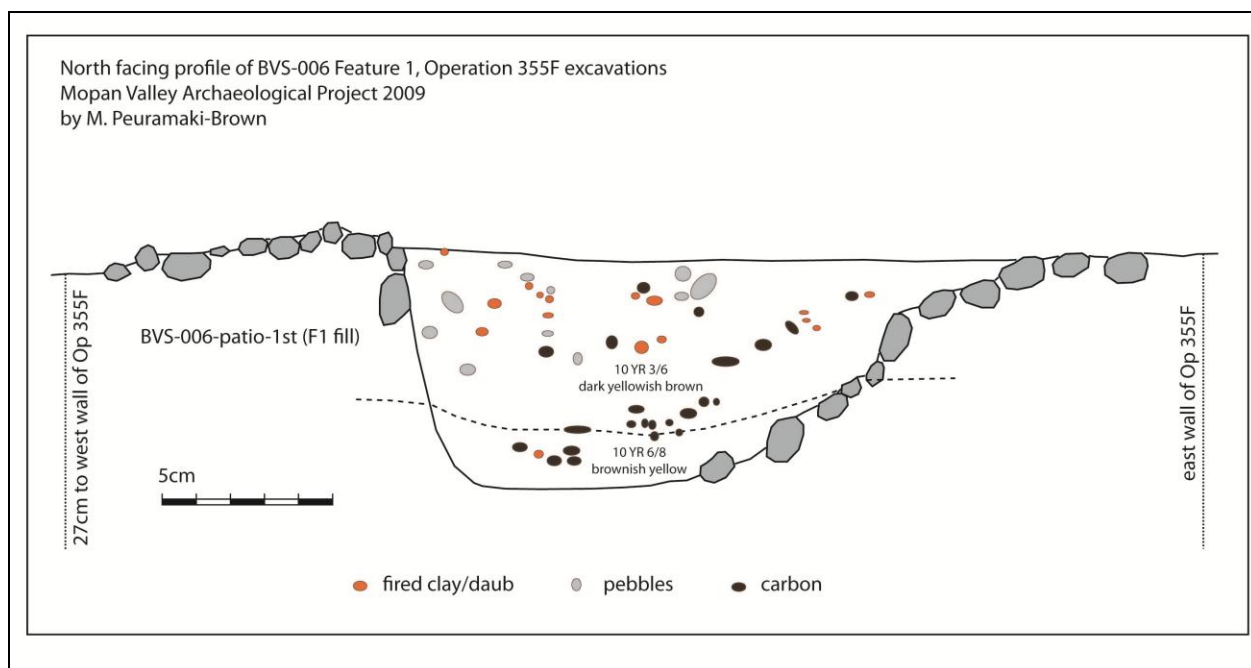 North facing profile of BVS-006 Feature 1, Operation 355F excavations
Mopan Valley Archaeological Project 2009
by M. Peuramaki-Brown
27cm to west wall of Op 355F
BVS-006-patio-1st (F1 fill)
10 YR 3/6
dark yellowish brown
10 YR 6/8
brownish yellow
east wall of Op 355F
5cm
fired clay/daub
pebbles
carbon